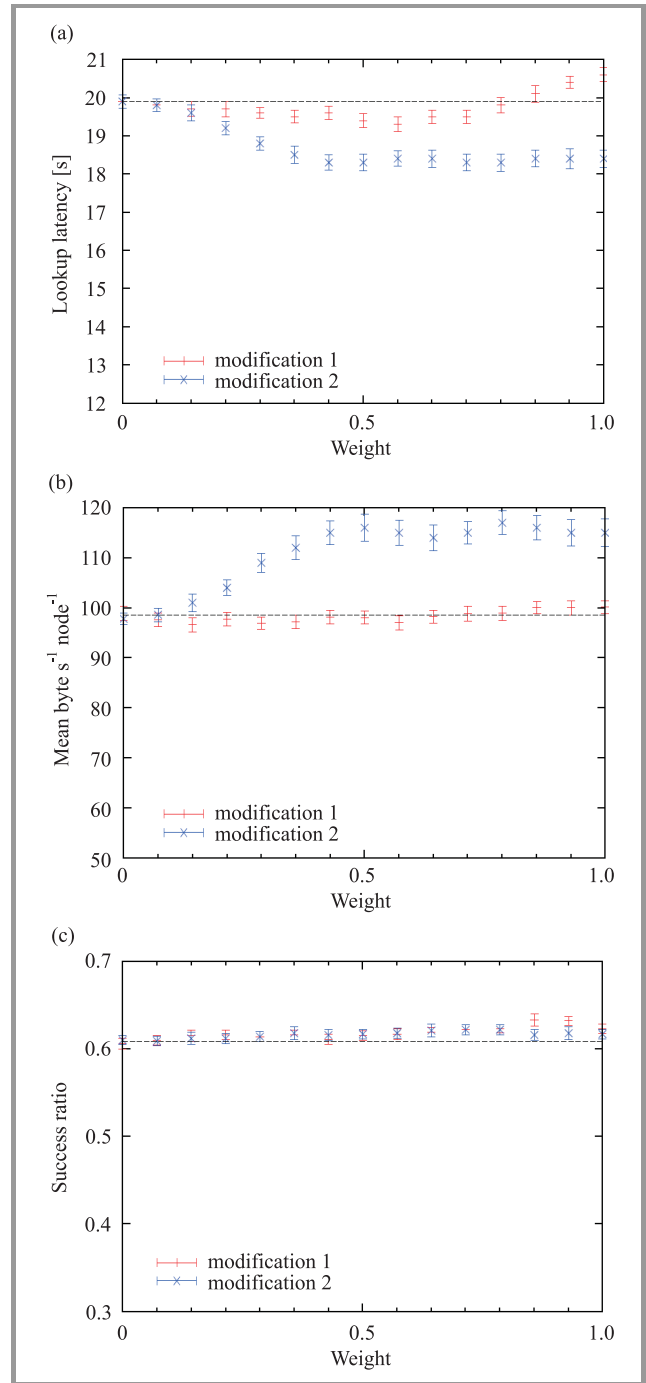 (a)
21
20
19
18
17
16
15
14
13
12
Lookup latency [s]
modification 1
modification 2
0
0.5
1.0
Weight
(b)
120
110
100
90
80
70
60
50
Mean byte s⁻¹ node⁻¹
modification 1
modification 2
0
0.5
1.0
Weight
(c)
0.7
0.6
0.5
0.4
0.3
Success ratio
modification 1
modification 2
0
0.5
1.0
Weight